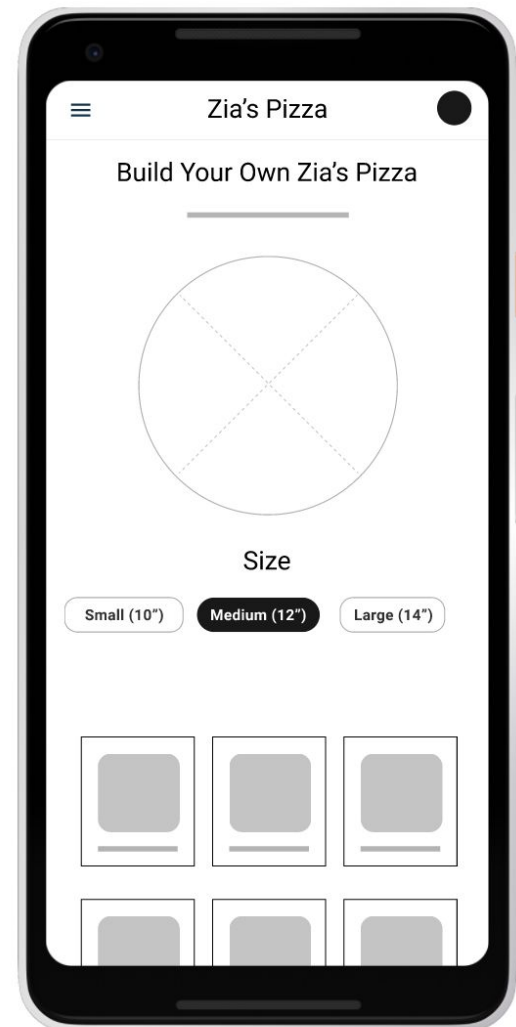 Zia’s Pizza
Build Your Own Zia’s Pizza
Size
Small (10”) Medium (12”) Large (14”)